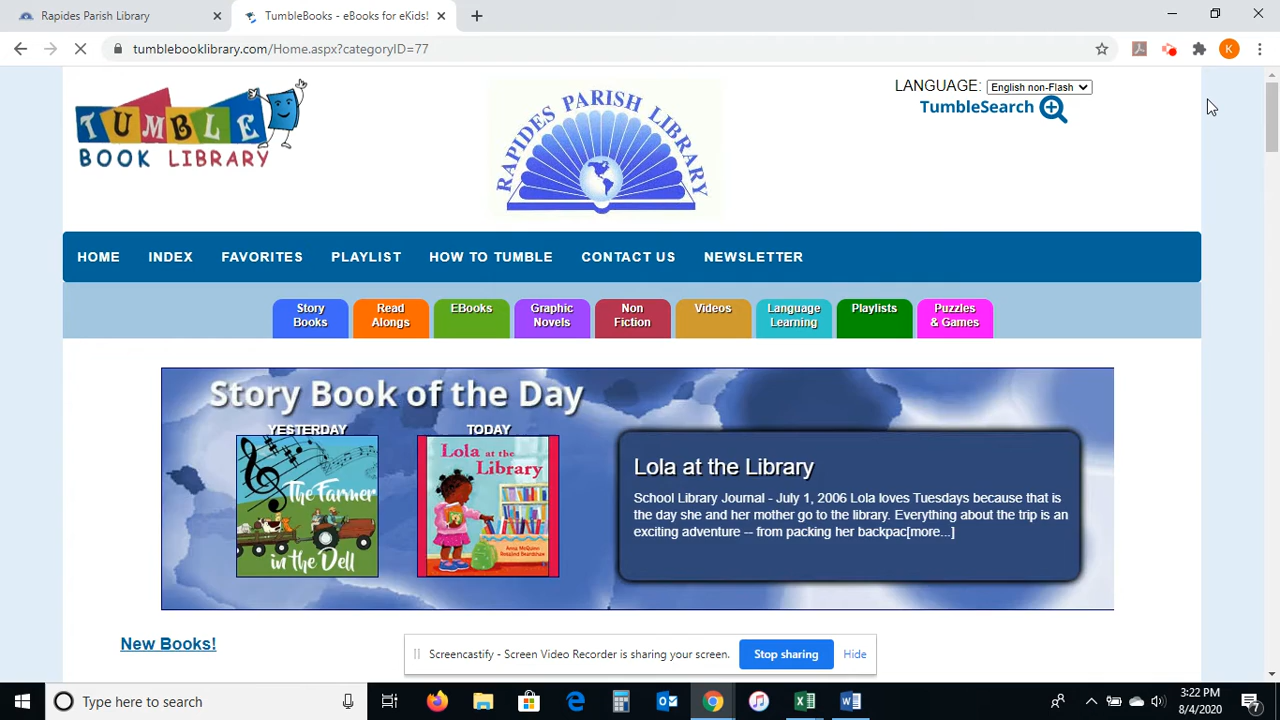 Rapides Parish Library
TumbleBooks - eBooks for eKids!
tumblebooklibrary.com/Home.aspx?categoryID=77
K
TUMBLE
BOOK LIBRARY
RAPIDES PARISH LIBRARY
LANGUAGE: English non-Flash
TumbleSearch
HOME INDEX FAVORITES PLAYLIST HOW TO TUMBLE CONTACT US NEWSLETTER
Story
Books
Read
Alongs
EBooks
Graphic
Novels
Non
Fiction
Videos
Language
Learning
Playlists
Puzzles
& Games
Story Book of the Day
YESTERDAY
The Farmer
in the Dell
TODAY
Lola at the
Library
Anna McQuinn
Rosalind Beardshaw
Lola at the Library
School Library Journal - July 1, 2006 Lola loves Tuesdays because that is
the day she and her mother go to the library. Everything about the trip is an
exciting adventure -- from packing her backpac[more...]
New Books!
Screencastify - Screen Video Recorder is sharing your screen. Stop sharing Hide
Type here to search
3:22 PM
8/4/2020
7